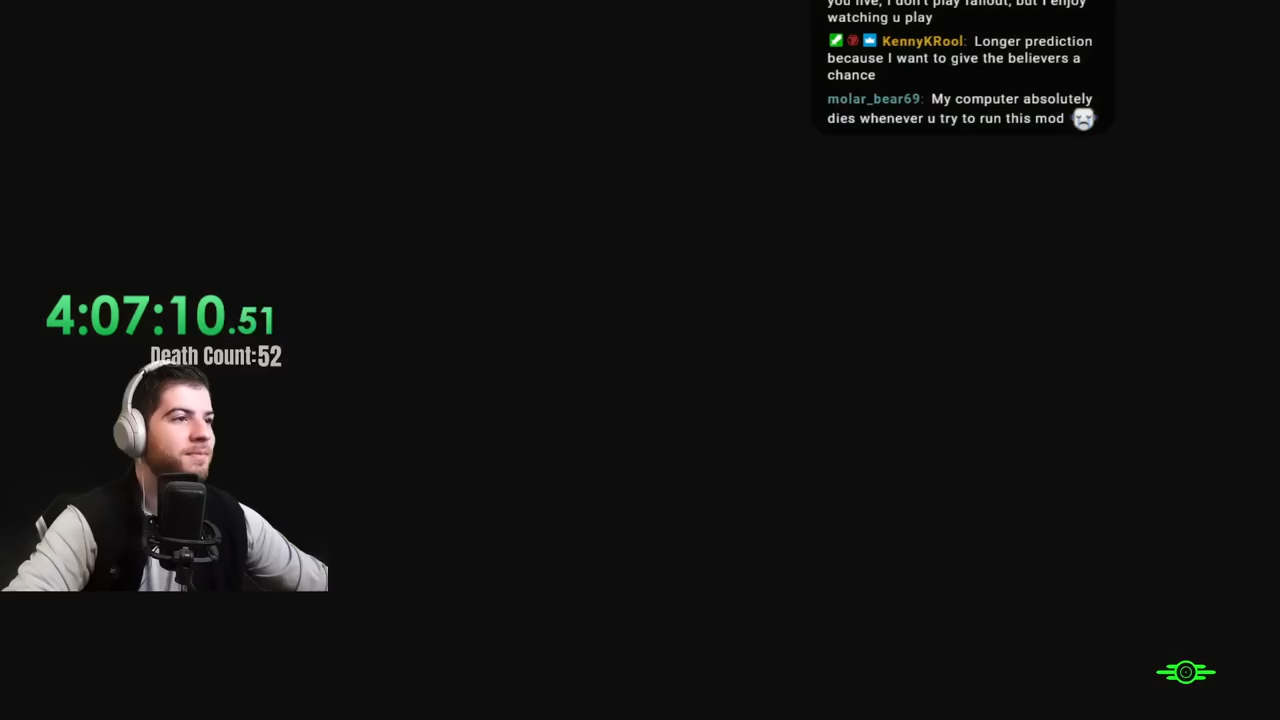 you live, I don't play fallout, but I enjoy
watching u play
KennyKRool: Longer prediction
because I want to give the believers a
chance
molar_bear69: My computer absolutely
dies whenever u try to run this mod
4:07:10.51
Death Count:52